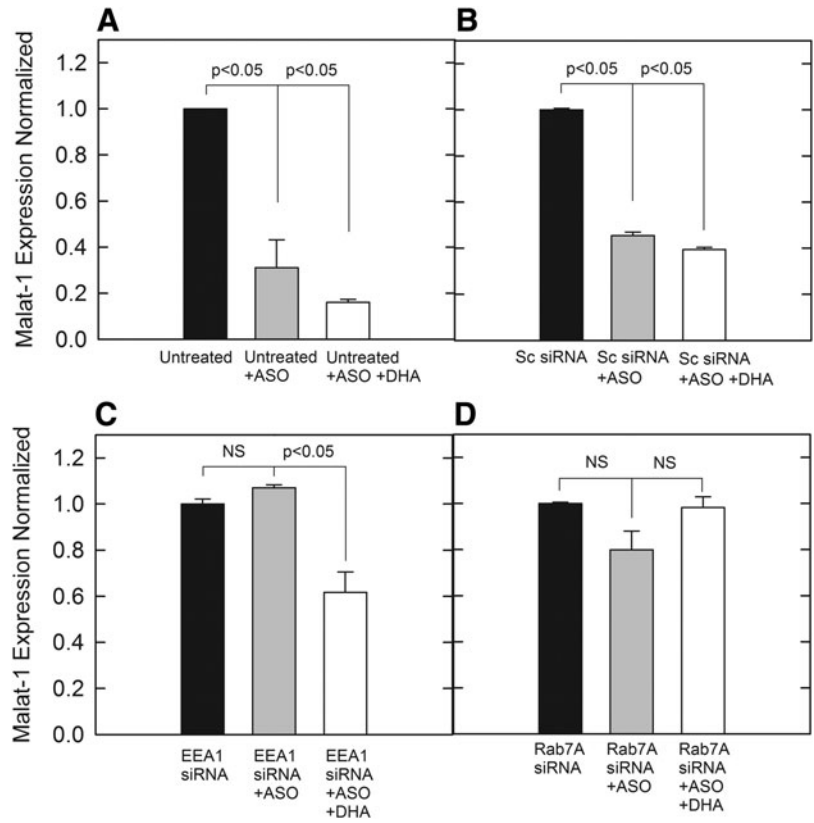 A
Malat-1 Expression Normalized
1.2
1.0
0.8
0.6
0.4
0.2
0.0
p<0.05 p<0.05
Untreated
Untreated
+ASO
Untreated
+ASO +DHA
B
p<0.05 p<0.05
Sc siRNA
Sc siRNA
+ASO
Sc siRNA
+ASO +DHA
C
Malat-1 Expression Normalized
1.2
1.0
0.8
0.6
0.4
0.2
0.0
NS p<0.05
EEA1
siRNA
EEA1
siRNA
+ASO
EEA1
siRNA
+ASO
+DHA
D
NS NS
Rab7A
siRNA
Rab7A
siRNA
+ASO
Rab7A
siRNA
+ASO
+DHA